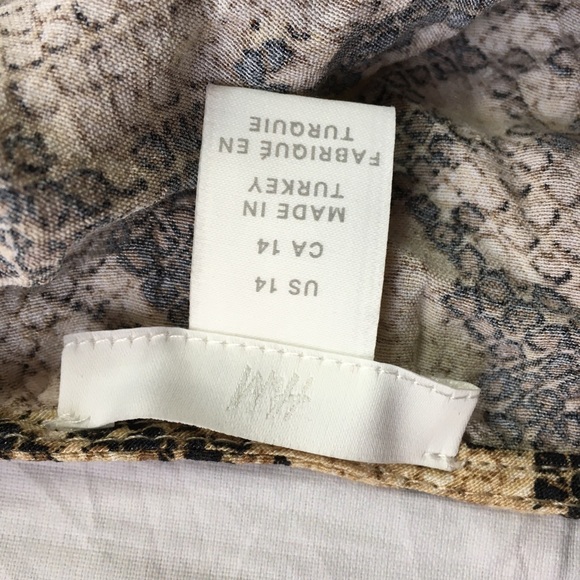 H&M
US 14
CA 14
MADE IN
TURKEY
FABRIQUÉ EN
TURQUIE